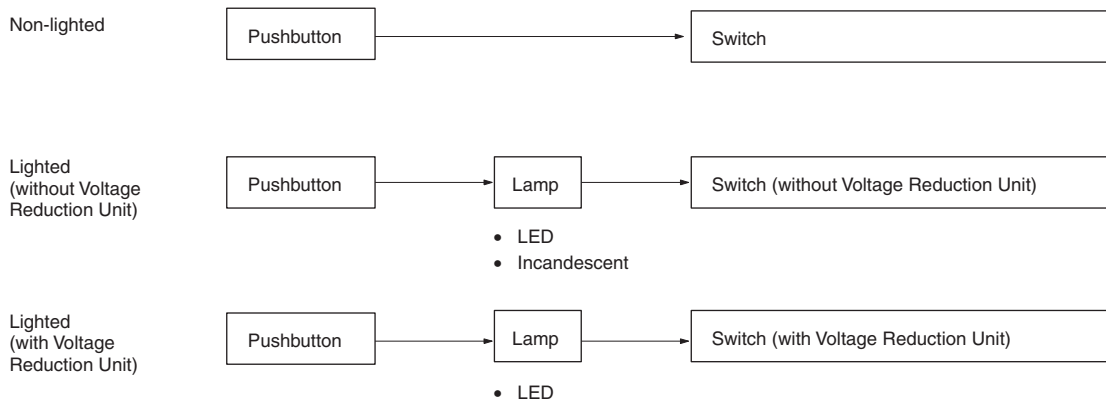 Non-lighted
Pushbutton
Switch
Lighted
(without Voltage
Reduction Unit)
Pushbutton
Lamp
Switch (without Voltage Reduction Unit)
• LED
• Incandescent
Lighted
(with Voltage
Reduction Unit)
Pushbutton
Lamp
Switch (with Voltage Reduction Unit)
• LED